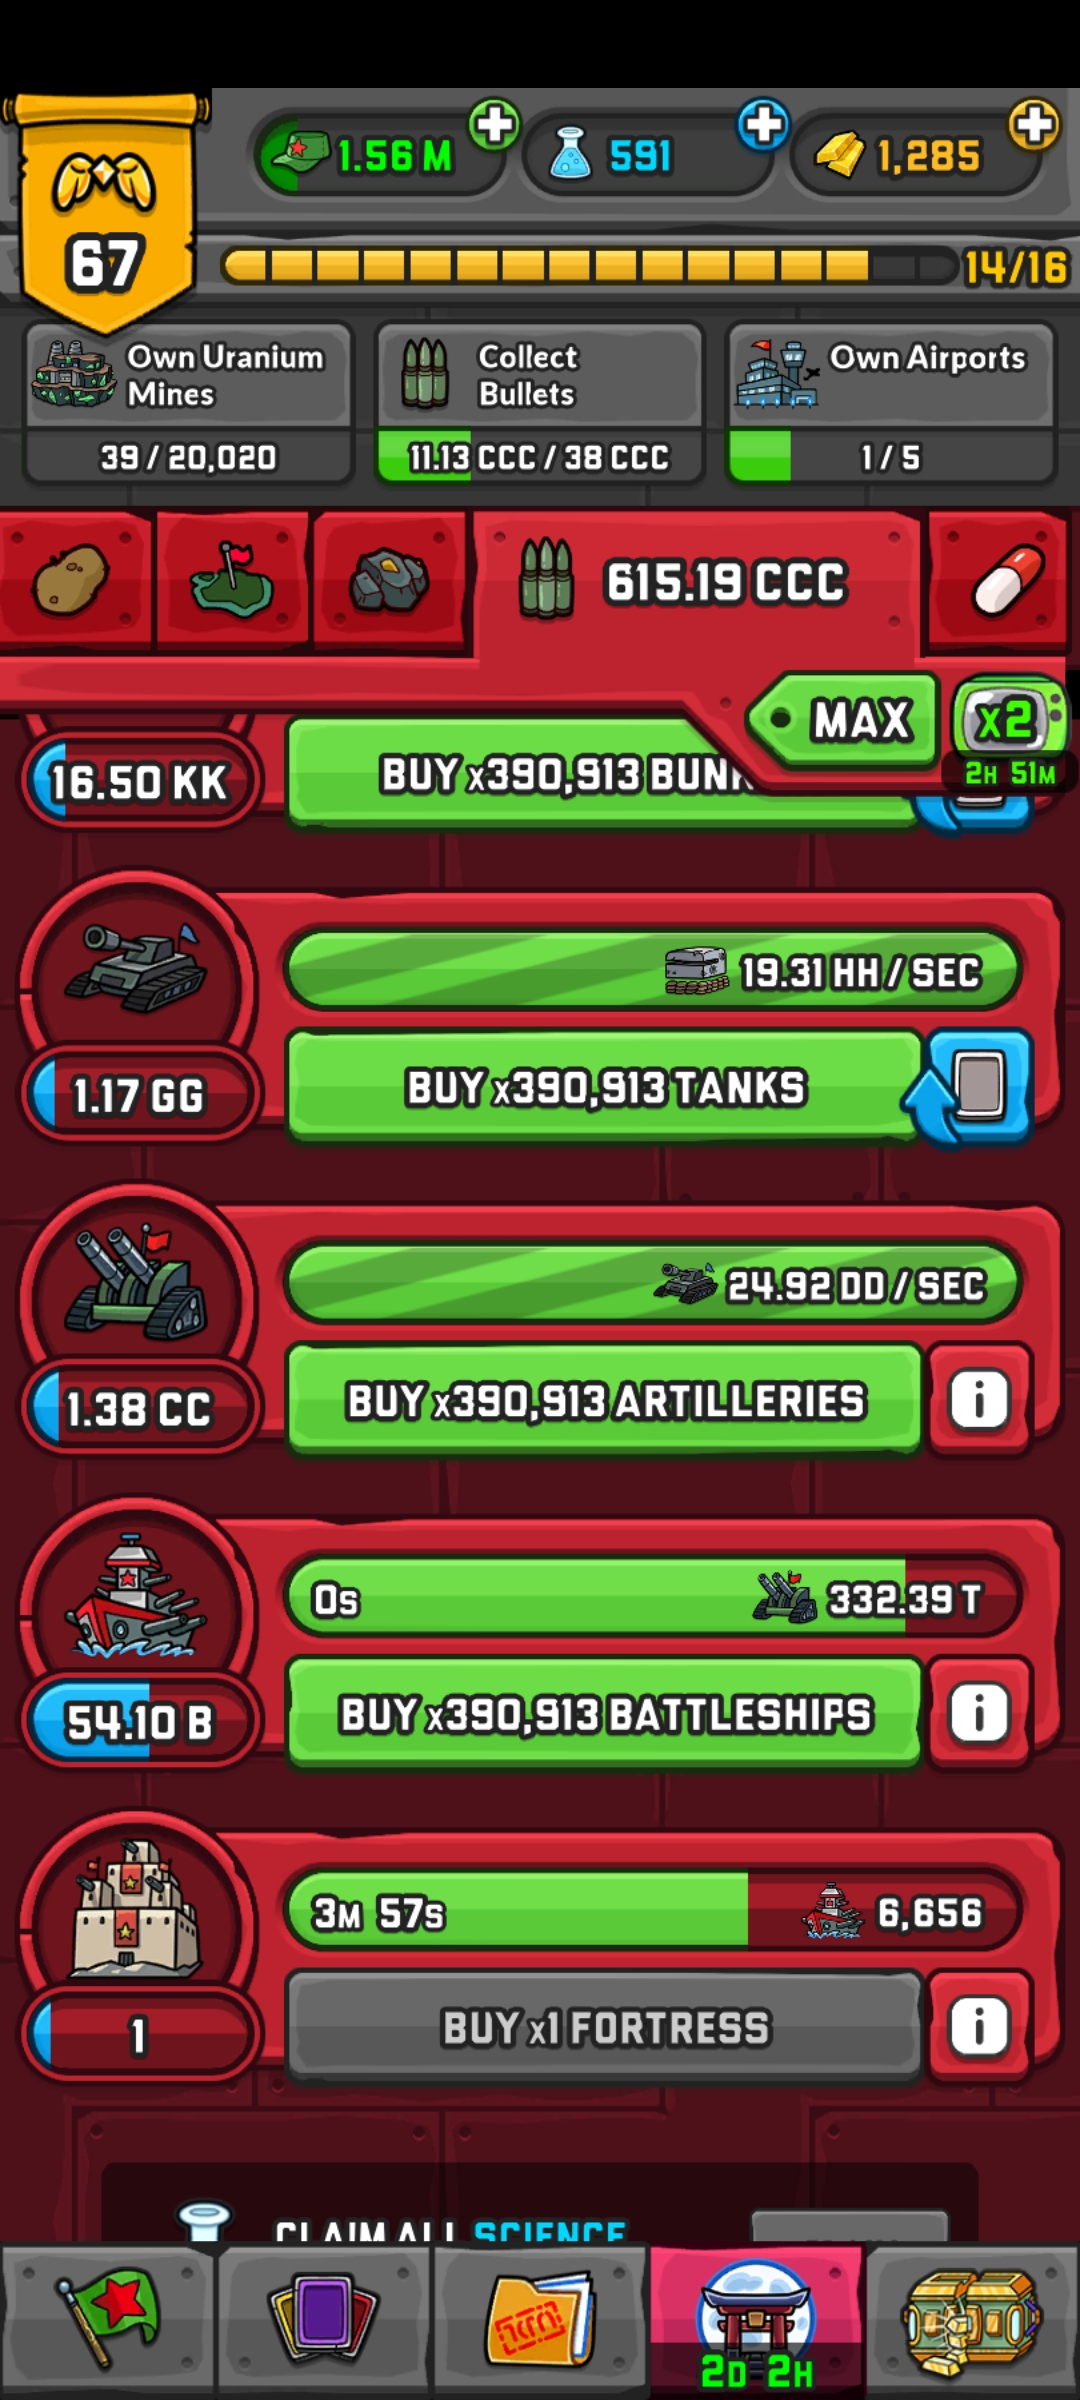 1.56 M
591
1,285
67
14/16
Own Uranium
Mines
39 / 20,020
Collect
Bullets
11.13 CCC / 38 CCC
Own Airports
1 / 5
615.19 CCC
MAX
x2
2H 51M
16.50 KK
BUY x390,913
19.31 HH / SEC
1.17 GG
BUY x390,913 TANKS
24.92 DD / SEC
1.38 CC
BUY x390,913 ARTILLERIES
0s
332.39 T
54.10 B
BUY x390,913 BATTLESHIPS
3M 57s
6,656
1
BUY x1 FORTRESS
CLAIM ALL SCIENCE
2D 2H